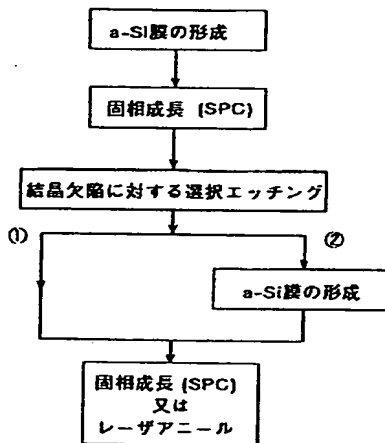 a-Si膜の形成
固相成長 (SPC)
結晶欠陥に対する選択エッチング
①
②
a-Si膜の形成
固相成長 (SPC)
又は
レーザアニール